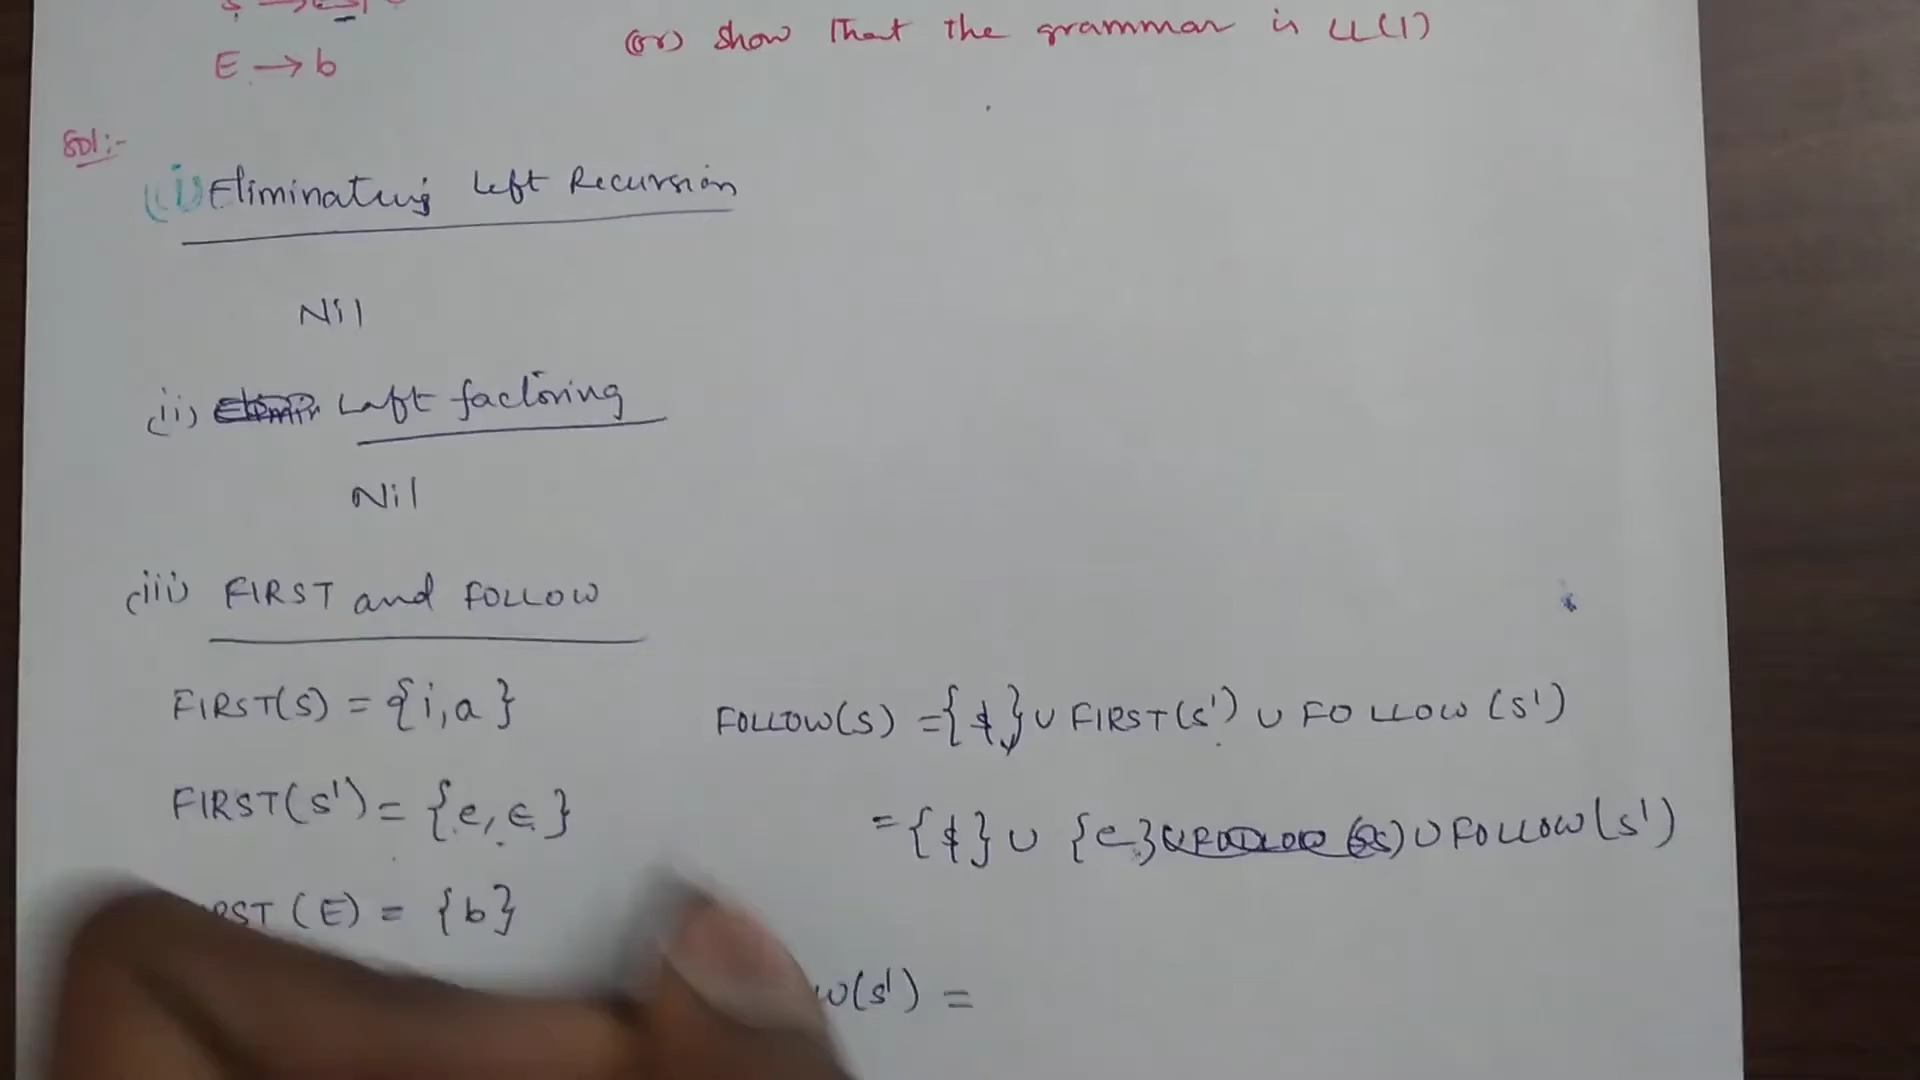 E → b
(or) show that the grammar is LL(1)
Sol:-
(i) Eliminating Left Recursion
Nil
(ii) Left factoring
Nil
(iii) FIRST and FOLLOW
FIRST(S) = {i,a}
FOLLOW(S) = {$} ∪ FIRST(S') ∪ FOLLOW(S')
FIRST(S') = {e,ε}
= {$} ∪ {e} ∪ FOLLOW(S')
RST(E) = {b}
W(S') =